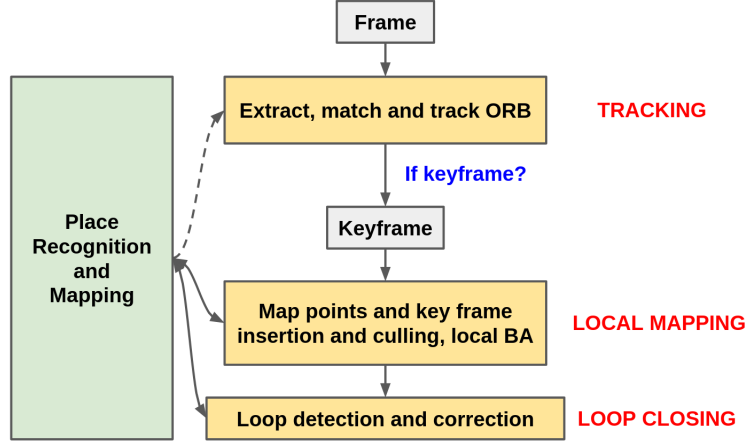 Frame
Extract, match and track ORB
TRACKING
If keyframe?
Place
Recognition
and
Mapping
Keyframe
Map points and key frame
insertion and culling, local BA
LOCAL MAPPING
Loop detection and correction
LOOP CLOSING